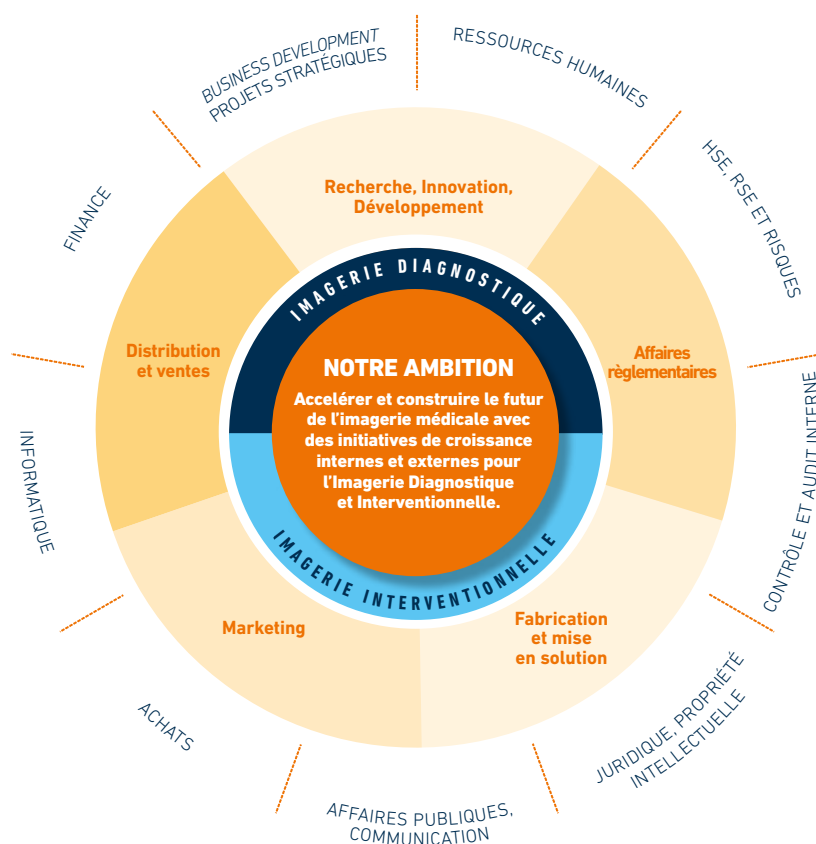 BUSINESS DEVELOPMENT
PROJETS STRATÉGIQUES
RESSOURCES HUMAINES
HSE, RSE ET RISQUES
CONTRÔLE ET AUDIT INTERNE
JURIDIQUE, PROPRIÉTÉ
INTELLECTUELLE
AFFAIRES PUBLIQUES,
COMMUNICATION
ACHATS
INFORMATIQUE
FINANCE
Recherche, Innovation,
Développement
Affaires
règlementaires
Fabrication
et mise
en solution
Marketing
Distribution
et ventes
IMAGERIE DIAGNOSTIQUE
NOTRE AMBITION
Accelérer et construire le futur
de l'imagerie médicale avec
des initiatives de croissance
internes et externes pour
l'Imagerie Diagnostique
et Interventionnelle.
IMAGERIE INTERVENTIONNELLE